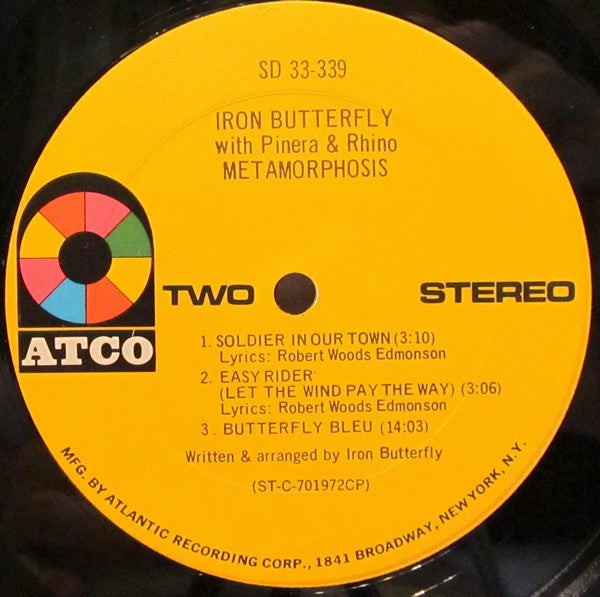 SD 33-339
IRON BUTTERFLY
with Pinera & Rhino
METAMORPHOSIS
ATCO
TWO
STEREO
1. SOLDIER IN OUR TOWN (3:10)
Lyrics: Robert Woods Edmonson
2. EASY RIDER
(LET THE WIND PAY THE WAY) (3:06)
Lyrics: Robert Woods Edmonson
3. BUTTERFLY BLEU (14:03)
Written & arranged by Iron Butterfly
(ST-C-701972CP)
MFG. BY ATLANTIC RECORDING CORP., 1841 BROADWAY, NEW YORK, N.Y.